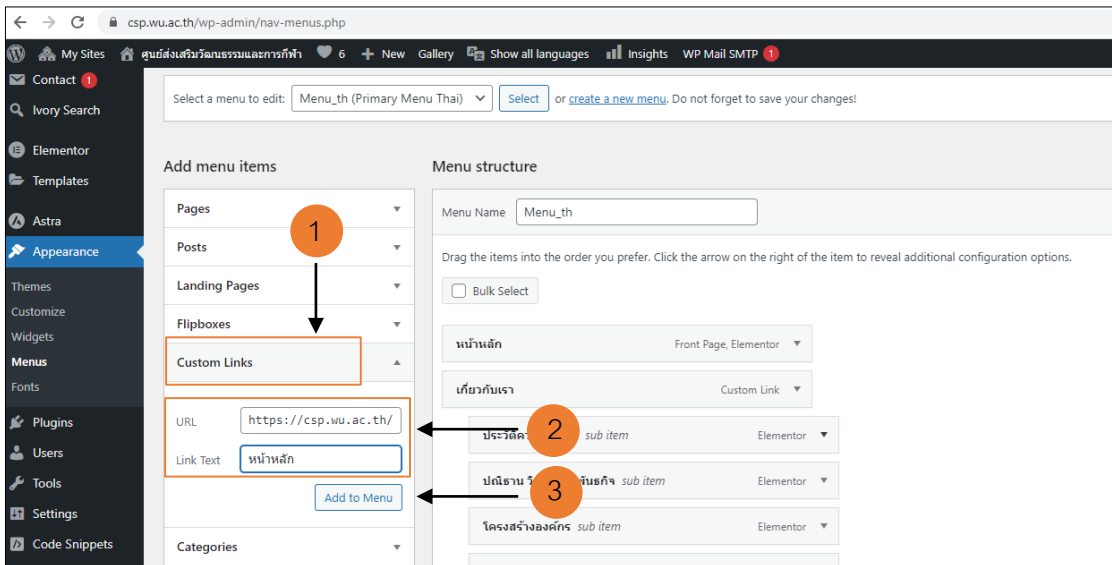 csp.wu.ac.th/wp-admin/nav-menus.php
My Sites ศูนย์ส่งเสริมวัฒนธรรมและการกีฬา 6 + New Gallery Show all languages Insights WP Mail SMTP 1
Contact 1
Ivory Search
Elementor
Templates
Astra
Appearance
Themes
Customize
Widgets
Menus
Fonts
Plugins
Users
Tools
Settings
Code Snippets
Select a menu to edit: Menu_th (Primary Menu Thai) Select or create a new menu. Do not forget to save your changes!
Add menu items
Pages
1
Posts
Landing Pages
Flipboxes
Custom Links
URL https://csp.wu.ac.th/
Link Text หน้าหลัก
Add to Menu
Categories
2
3
Menu structure
Menu Name Menu_th
Drag the items into the order you prefer. Click the arrow on the right of the item to reveal additional configuration options.
Bulk Select
หน้าหลัก Front Page, Elementor
เกี่ยวกับเรา Custom Link
sub item Elementor
ปณิธาน sub item Elementor
โครงสร้างองค์กร sub item Elementor